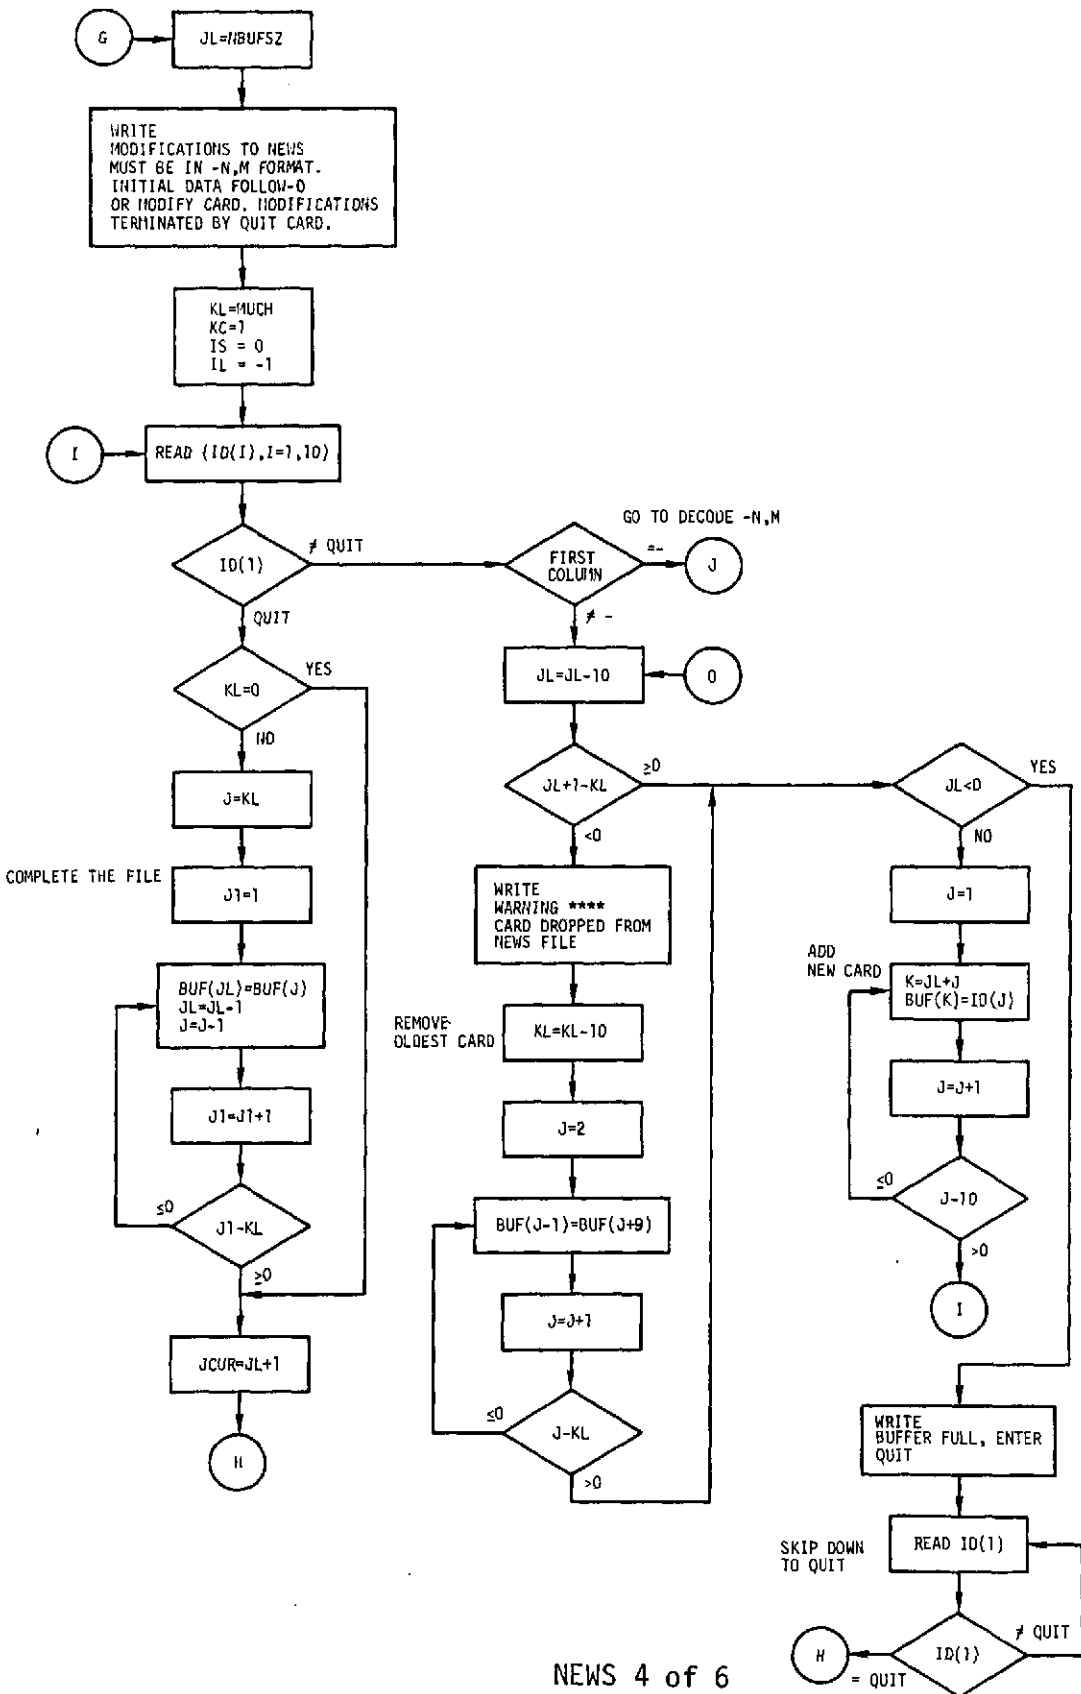 G
JL=NBUFSZ
WRITE
MODIFICATIONS TO NEWS
MUST BE IN -N,M FORMAT.
INITIAL DATA FOLLOW-0
OR MODIFY CARD. MODIFICATIONS
TERMINATED BY QUIT CARD.
KL=MUCH
KC=1
IS = 0
IL = -1
I
READ (ID(I),I=1,10)
ID(1)
≠ QUIT
QUIT
FIRST
COLUMN
GO TO DECODE -N,M
=-
J
≠ -
KL=0
YES
NO
J=KL
COMPLETE THE FILE
J1=1
BUF(JL)=BUF(J)
JL=JL-1
J=J-1
J1=J1+1
≤0
J1-KL
≥0
JCUR=JL+1
H
JL=JL-10
O
JL+1-KL
≥0
<0
WRITE
WARNING ****
CARD DROPPED FROM
NEWS FILE
REMOVE
OLDEST CARD
KL=KL-10
J=2
BUF(J-1)=BUF(J+9)
J=J+1
≤0
J-KL
>0
JL<0
YES
NO
J=1
ADD
NEW CARD
K=JL+J
BUF(K)=ID(J)
J=J+1
≤0
J-10
>0
I
WRITE
BUFFER FULL, ENTER
QUIT
SKIP DOWN
TO QUIT
READ ID(1)
ID(1)
≠ QUIT
= QUIT
H
NEWS 4 of 6